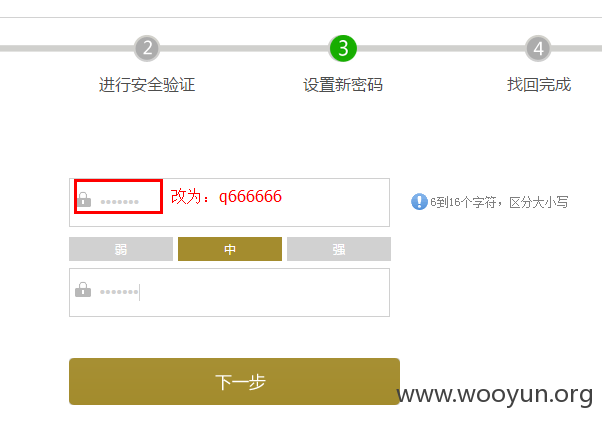 2 3 4
进行安全验证 设置新密码 找回完成
••••••• 改为：q666666
6到16个字符，区分大小写
弱 中 强
•••••••
下一步
www.wooyun.org